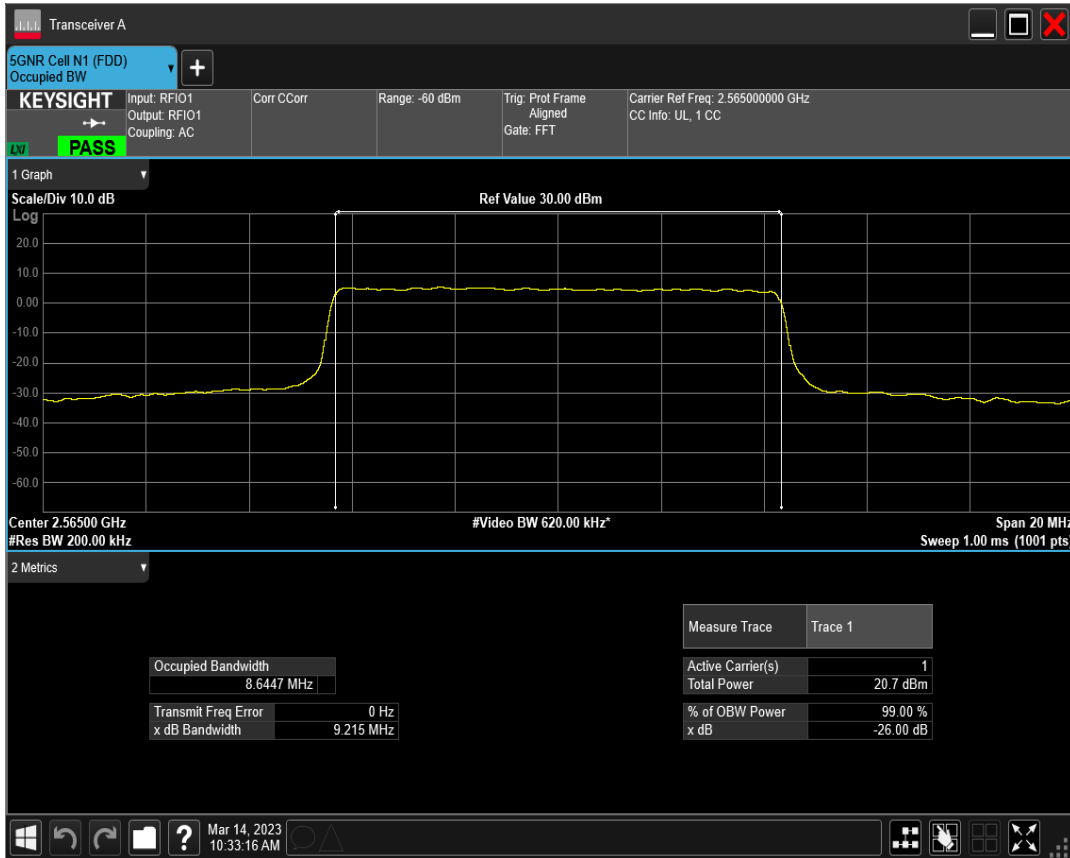 Transceiver A
5GNR Cell N1 (FDD)
Occupied BW
+
KEYSIGHT
LXI
PASS
Input: RFIO1
Output: RFIO1
Coupling: AC
Corr CCorr
Range: -60 dBm
Trig: Prot Frame
Aligned
Gate: FFT
Carrier Ref Freq: 2.565000000 GHz
CC Info: UL, 1 CC
1 Graph
Scale/Div 10.0 dB
Ref Value 30.00 dBm
Log
20.0
10.0
0.00
-10.0
-20.0
-30.0
-40.0
-50.0
-60.0
Center 2.56500 GHz
#Video BW 620.00 kHz*
Span 20 MHz
#Res BW 200.00 kHz
Sweep 1.00 ms (1001 pts)
2 Metrics
Measure Trace Trace 1
Occupied Bandwidth
8.6447 MHz
Active Carrier(s) 1
Total Power 20.7 dBm
Transmit Freq Error 0 Hz
x dB Bandwidth 9.215 MHz
% of OBW Power 99.00 %
x dB -26.00 dB
?
Mar 14, 2023
10:33:16 AM